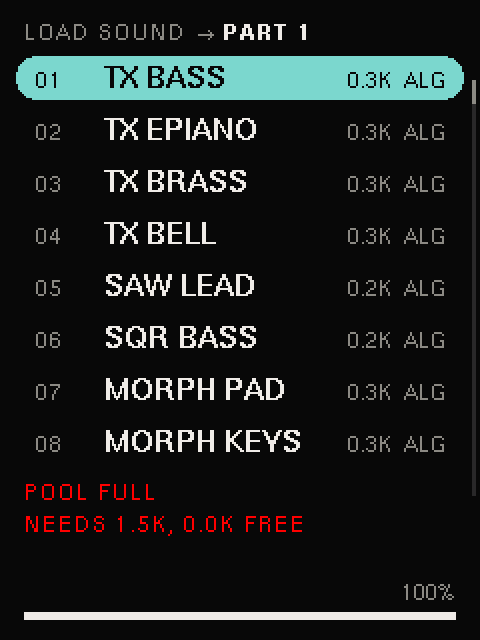 LOAD SOUND → PART 1
01 TX BASS 0.3K ALG
02 TX EPIANO 0.3K ALG
03 TX BRASS 0.3K ALG
04 TX BELL 0.3K ALG
05 SAW LEAD 0.2K ALG
06 SQR BASS 0.2K ALG
07 MORPH PAD 0.3K ALG
08 MORPH KEYS 0.3K ALG
POOL FULL
NEEDS 1.5K, 0.0K FREE
100%